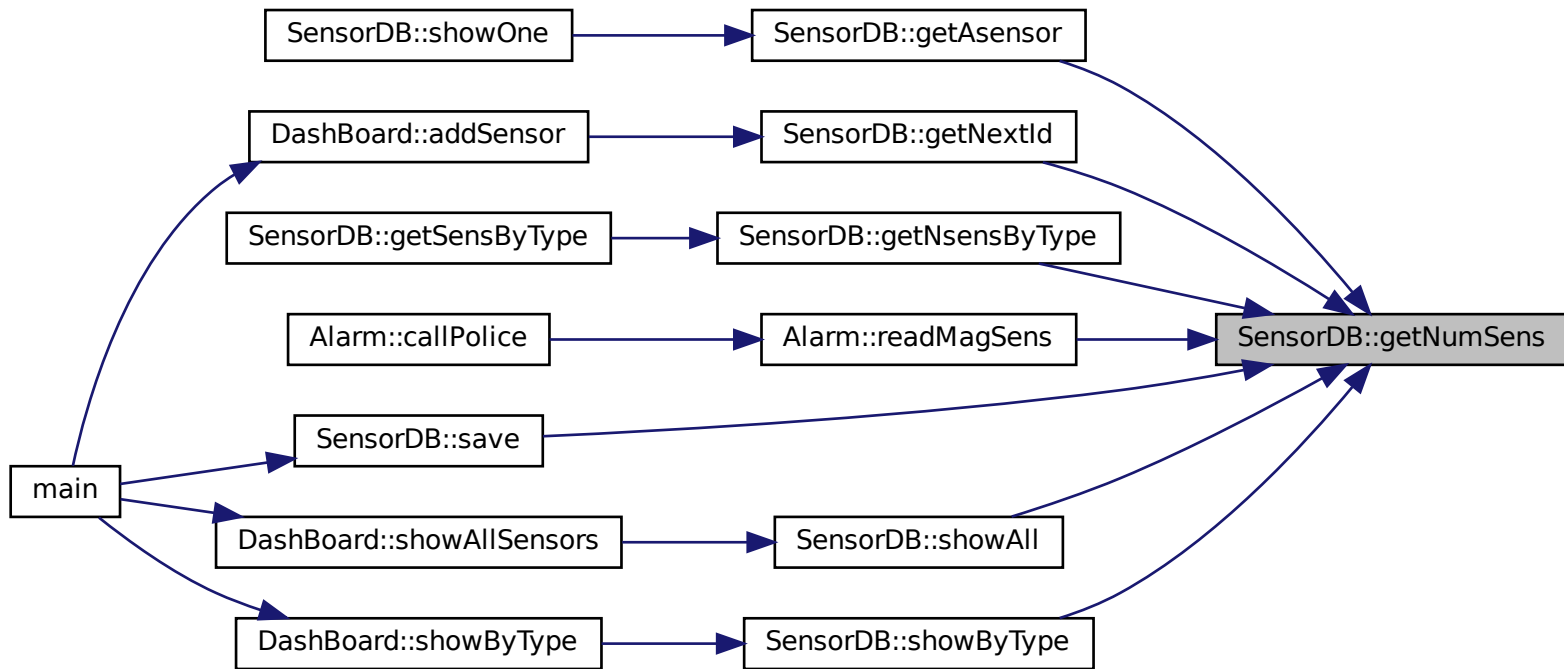 SensorDB::showOne
SensorDB::getAsensor
DashBoard::addSensor
SensorDB::getNextId
SensorDB::getSensByType
SensorDB::getNsensByType
Alarm::callPolice
Alarm::readMagSens
SensorDB::getNumSens
SensorDB::save
main
DashBoard::showAllSensors
SensorDB::showAll
DashBoard::showByType
SensorDB::showByType